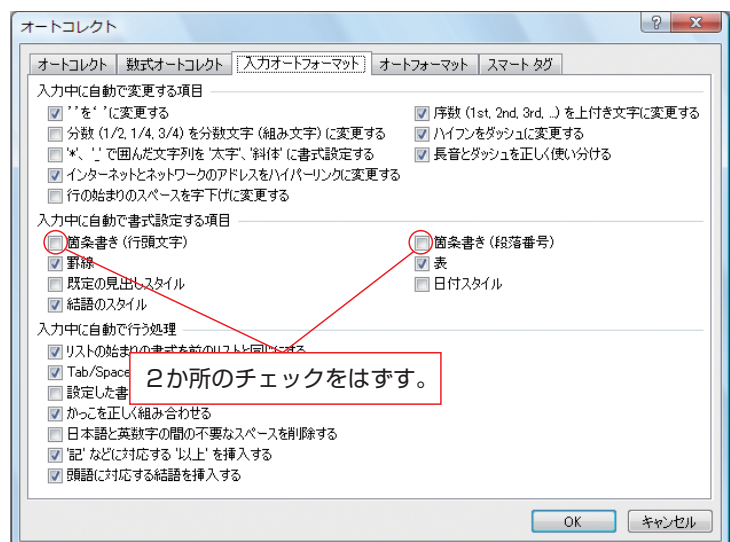 オートコレクト
オートコレクト 数式オートコレクト 入力オートフォーマット オートフォーマット スマート タグ
入力中に自動で変更する項目
' ' を ‘ ’ に変更する 序数 (1st, 2nd, 3rd, ...) を上付き文字に変更する
分数 (1/2, 1/4, 3/4) を分数文字 (組み文字) に変更する ハイフンをダッシュに変更する
'*'、'_' で囲んだ文字列を '太字'、'斜体' に書式設定する 長音とダッシュを正しく使い分ける
インターネットとネットワークのアドレスをハイパーリンクに変更する
行の始まりのスペースを字下げに変更する
入力中に自動で書式設定する項目
箇条書き (行頭文字) 箇条書き (段落番号)
罫線 表
既定の見出しスタイル 日付スタイル
結語のスタイル
入力中に自動で行う処理
リストの始まりの書式を前のリストと同じにする
Tab/Space
設定した書
かっこを正しく組み合わせる
日本語と英数字の間の不要なスペースを削除する
'記' などに対応する '以上' を挿入する
頭語に対応する結語を挿入する
2か所のチェックをはずす。
OK キャンセル